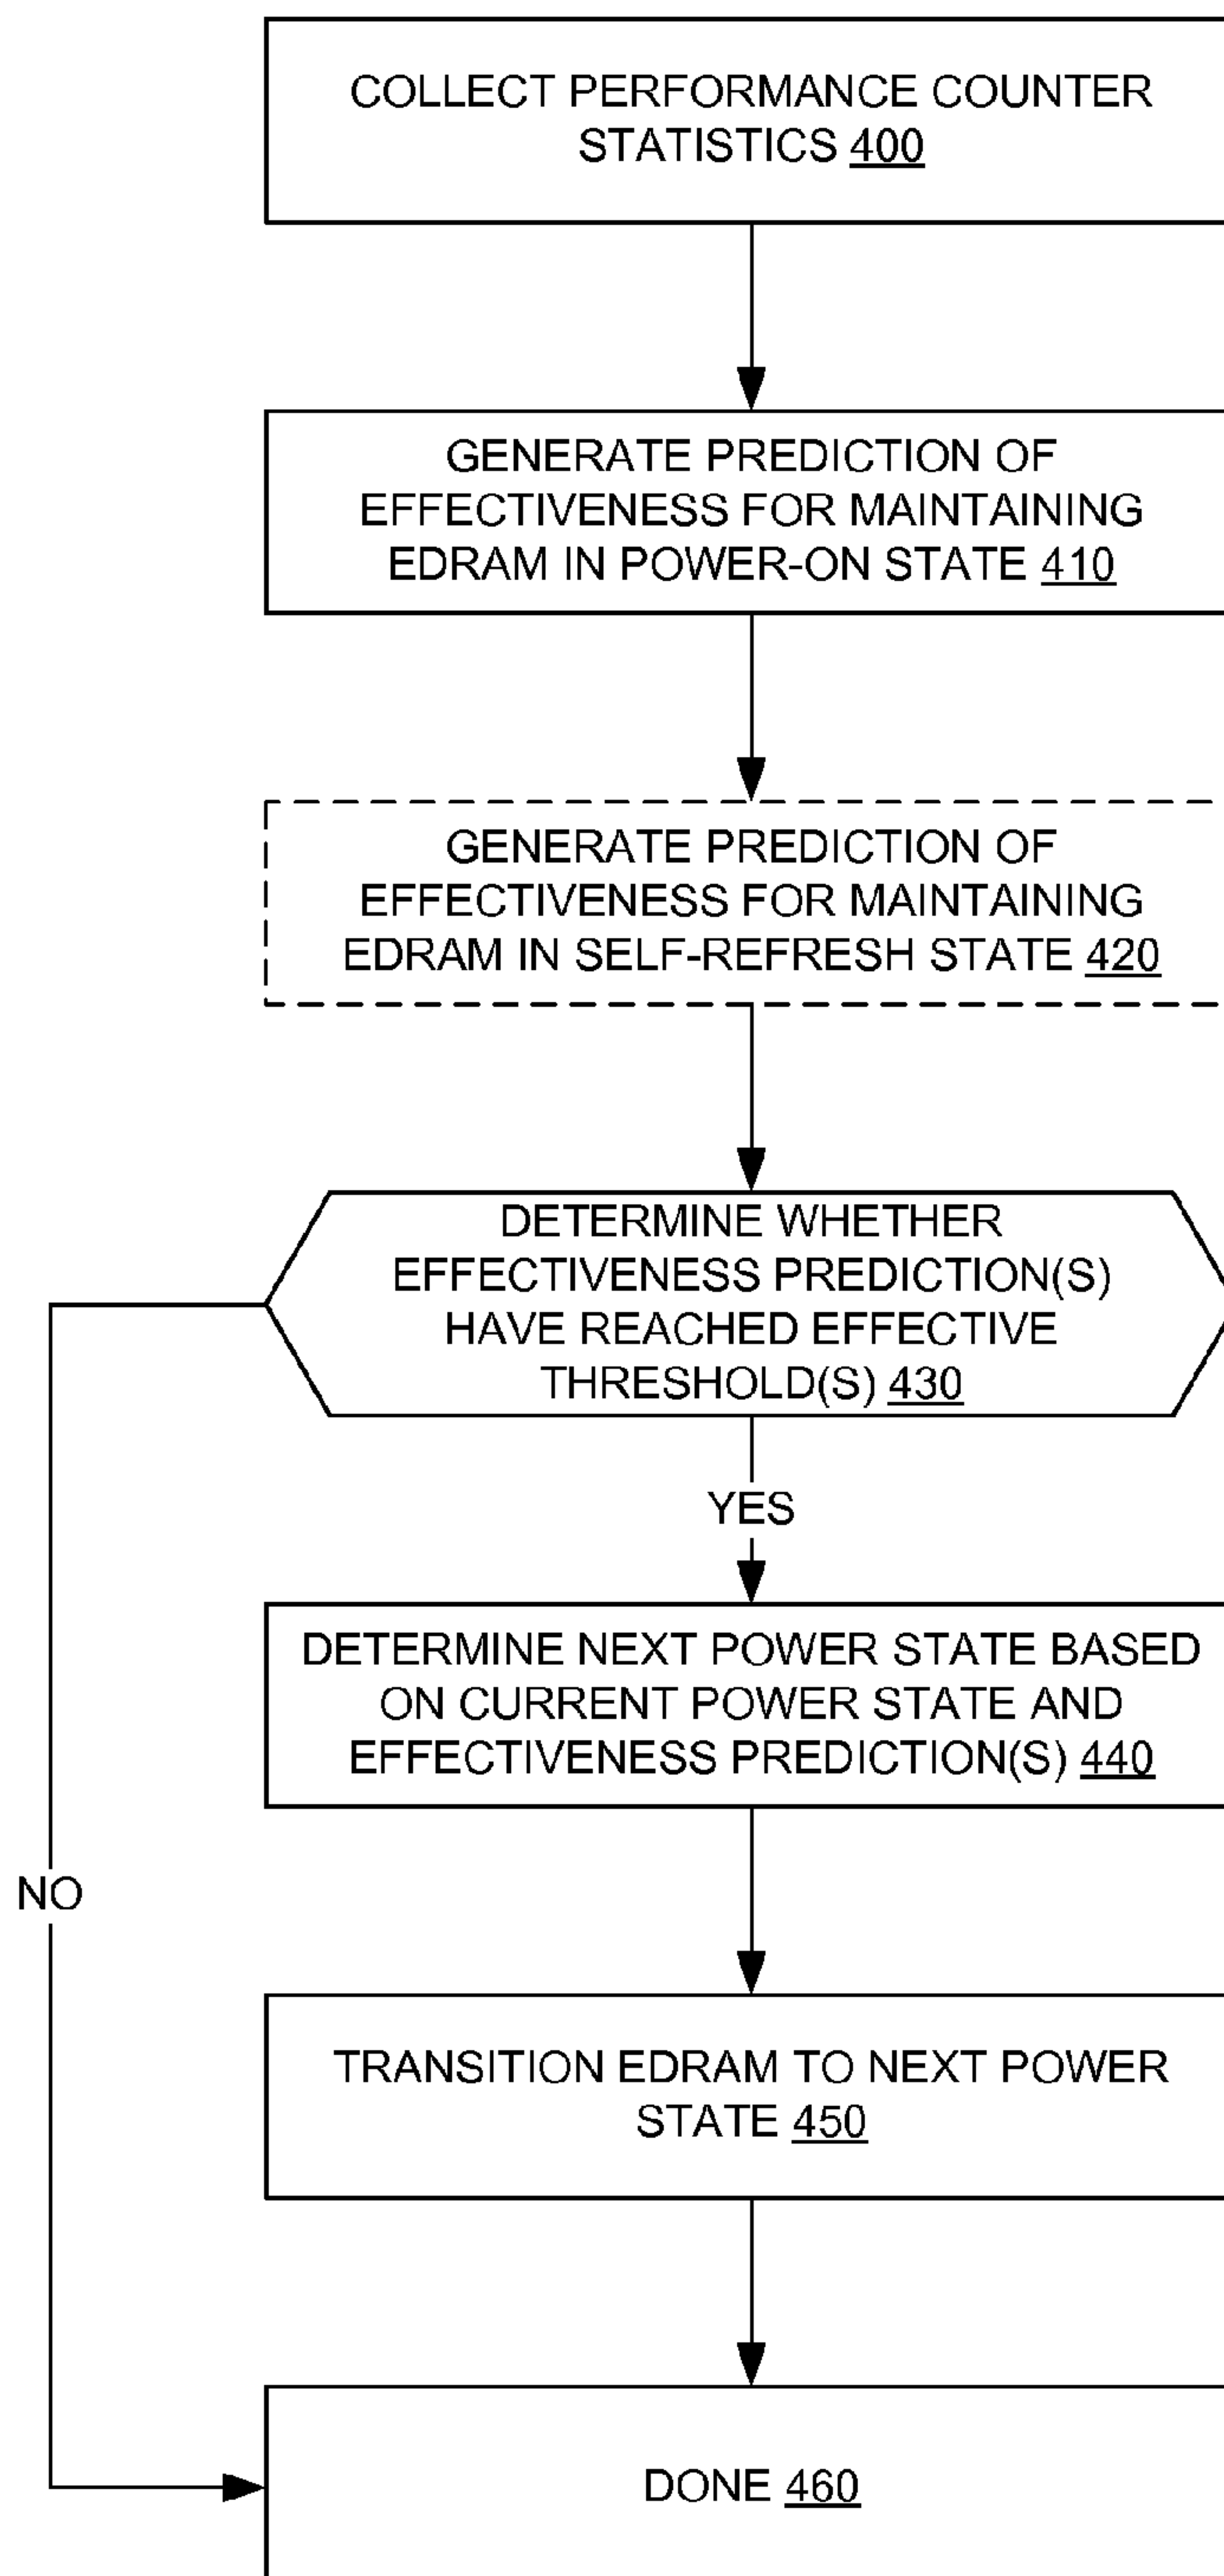 COLLECT PERFORMANCE COUNTER
STATISTICS 400
GENERATE PREDICTION OF
EFFECTIVENESS FOR MAINTAINING
EDRAM IN POWER-ON STATE 410
GENERATE PREDICTION OF
EFFECTIVENESS FOR MAINTAINING
EDRAM IN SELF-REFRESH STATE 420
DETERMINE WHETHER
EFFECTIVENESS PREDICTION(S)
HAVE REACHED EFFECTIVE
THRESHOLD(S) 430
YES
DETERMINE NEXT POWER STATE BASED
ON CURRENT POWER STATE AND
EFFECTIVENESS PREDICTION(S) 440
NO
TRANSITION EDRAM TO NEXT POWER
STATE 450
DONE 460